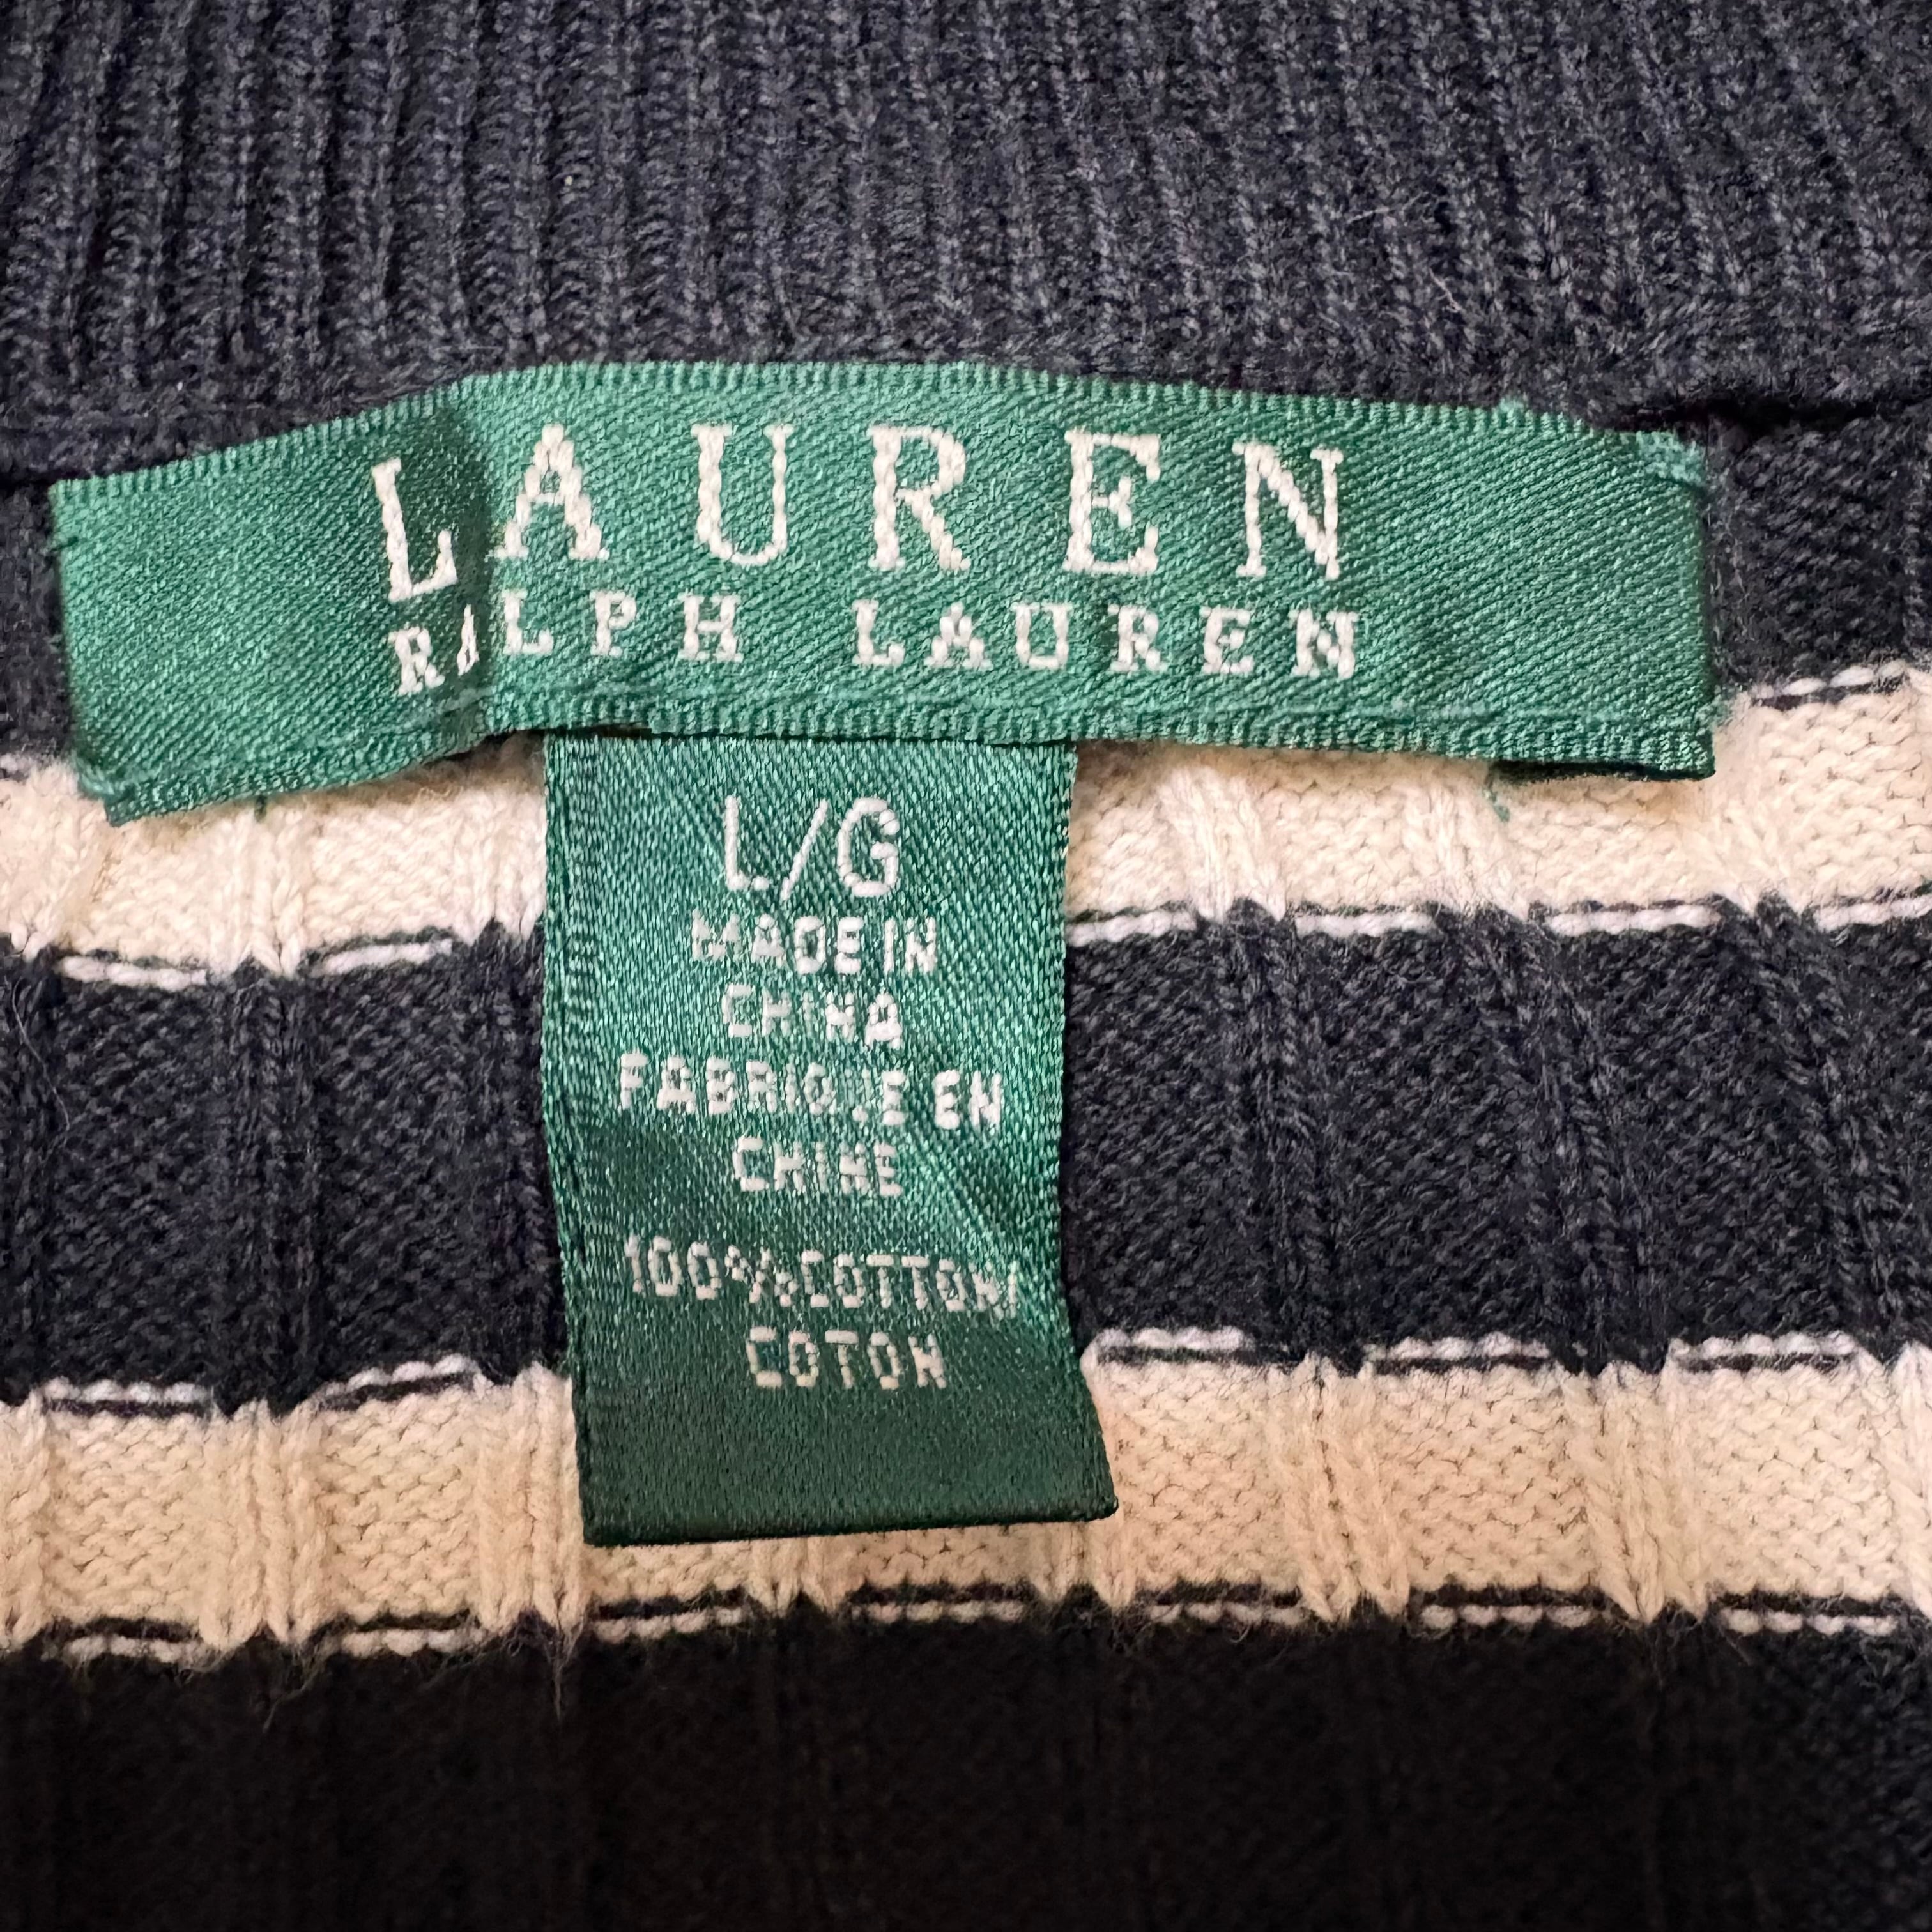 LAUREN
RALPH LAUREN
L/G
MADE IN
CHINA
FABRIQUE EN
CHINE
100%COTTON/
COTON